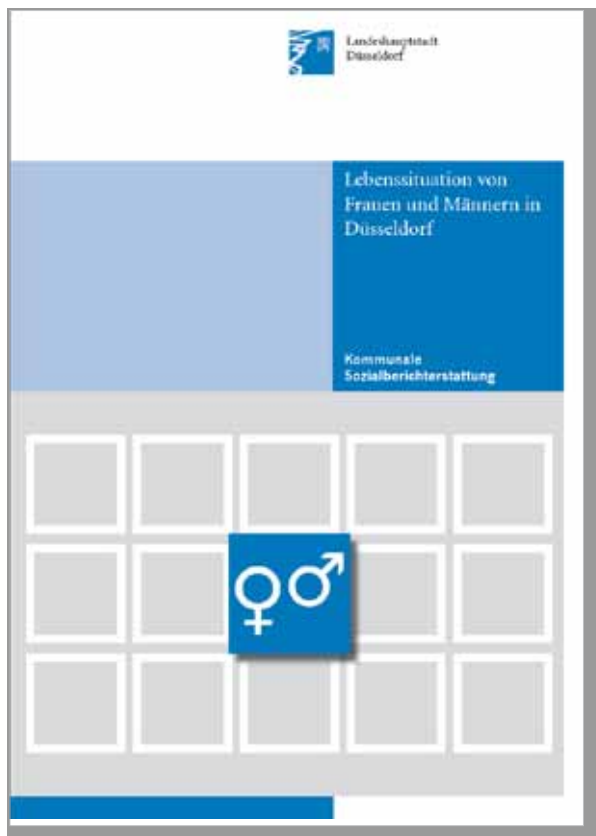 Landeshauptstadt
Düsseldorf
Lebenssituation von
Frauen und Männern in
Düsseldorf
Kommunale
Sozialberichterstattung